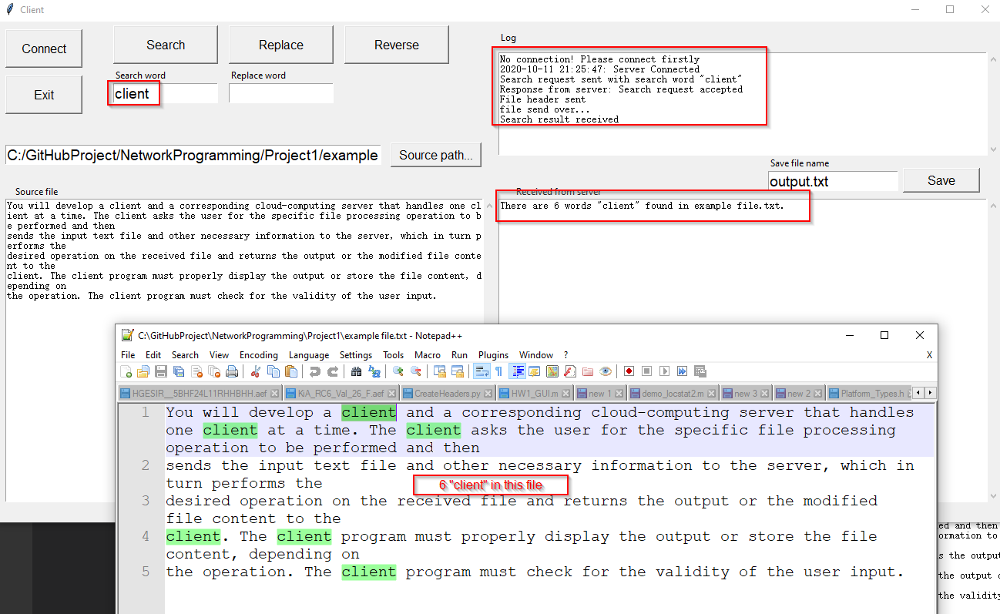 Client
Connect
Search
Replace
Reverse
Search word
Replace word
Exit
client
Log
No connection! Please connect firstly
2020-10-11 21:25:47: Server Connected
Search request sent with search word "client"
Response from server: Search request accepted
File header sent
file send over...
Search result received
C:/GitHubProject/NetworkProgramming/Project1/example
Source path...
Save file name
output.txt
Save
Source file
You will develop a client and a corresponding cloud-computing server that handles one cl
ient at a time. The client asks the user for the specific file processing operation to b
e performed and then
sends the input text file and other necessary information to the server, which in turn p
erforms the
desired operation on the received file and returns the output or the modified file conte
nt to the
client. The client program must properly display the output or store the file content, d
epending on
the operation. The client program must check for the validity of the user input.
Received from server
There are 6 words "client" found in example file.txt.
C:\GitHubProject\NetworkProgramming\Project1\example file.txt - Notepad++
File Edit Search View Encoding Language Settings Tools Macro Run Plugins Window ? X
HGESIR__5BHF24L11RHHBHH.aef KIA_RC6_Val_26_F.aef CreateHeaders.py HW1_GUI.m new 1 demo_locstat2.m new 3 new 2 Platform_Types.h
1 You will develop a client and a corresponding cloud-computing server that handles
one client at a time. The client asks the user for the specific file processing
operation to be performed and then
2 sends the input text file and other necessary information to the server, which in
turn performs the
6 "client" in this file
3 desired operation on the received file and returns the output or the modified
file content to the
4 client. The client program must properly display the output or store the file
content, depending on
5 the operation. The client program must check for the validity of the user input.
ed and then
ormation to
s the output
the output o
the validity